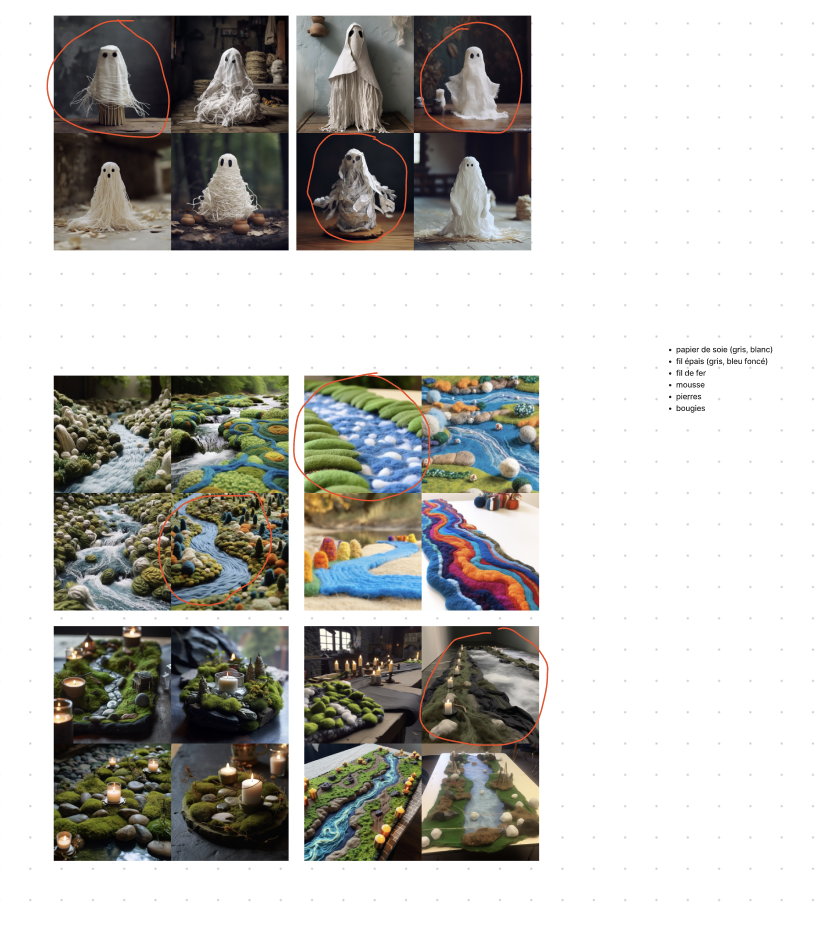 papier de soie (gris, blanc)
fil épais (gris, bleu foncé)
fil de fer
mousse
pierres
bougies